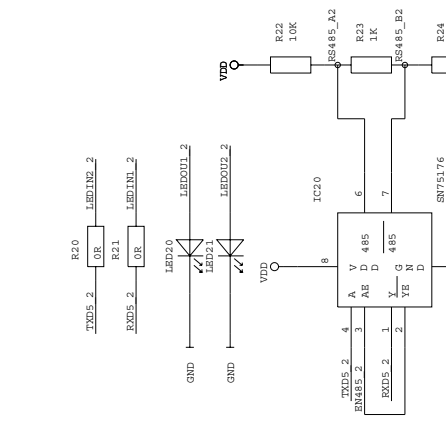 R22
10K
RS485_A2
R23
1K
RS485_B2
R24
VDD
LEDIN2_2
LEDIN1_2
LEDOU1_2
LEDOU2_2
IC20
6
7
SN75176
R20
0R
R21
0R
LED20
LED21
VDD
8
VDD
485
485
GND
A
AE
Y
YE
TXD5_2
RXD5_2
4
3
1
2
TXD5_2
EN485_2
RXD5_2
GND
GND